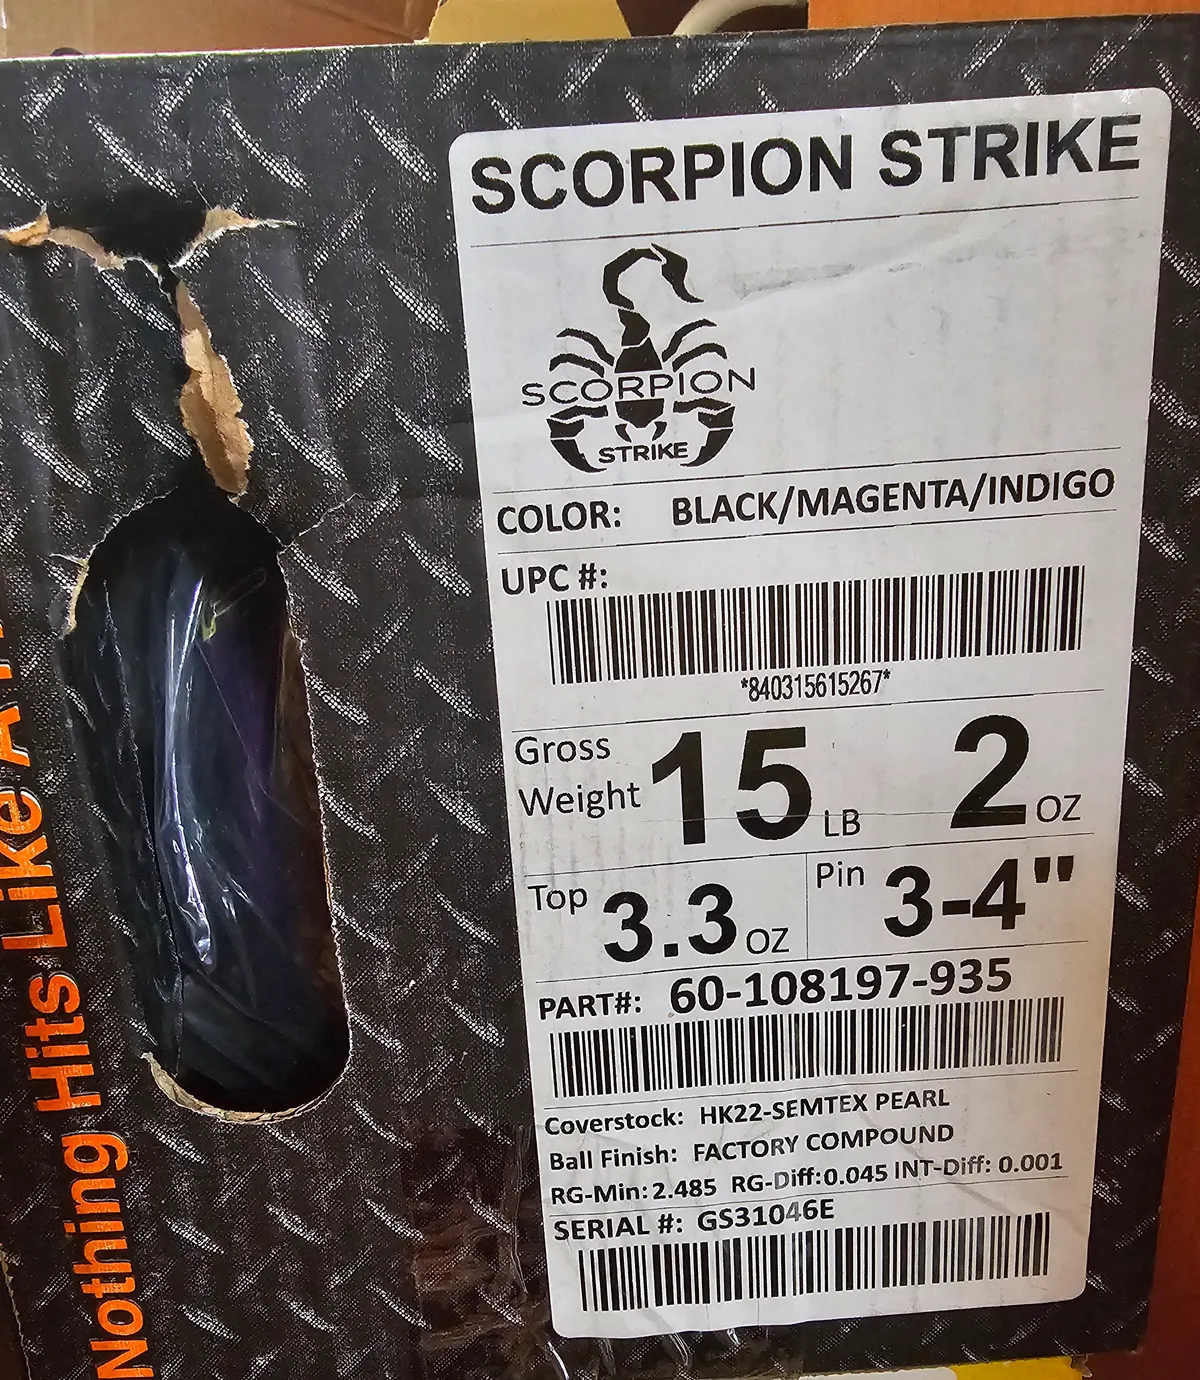 SCORPION STRIKE
SCORPION
STRIKE
COLOR: BLACK/MAGENTA/INDIGO
UPC #:
*840315615267*
Gross
Weight 15 LB 2 OZ
Top 3.3 OZ Pin 3-4"
PART#: 60-108197-935
Coverstock: HK22-SEMTEX PEARL
Ball Finish: FACTORY COMPOUND
RG-Min: 2.485 RG-Diff:0.045 INT-Diff: 0.001
SERIAL #: GS31046E
Nothing Hits Like A